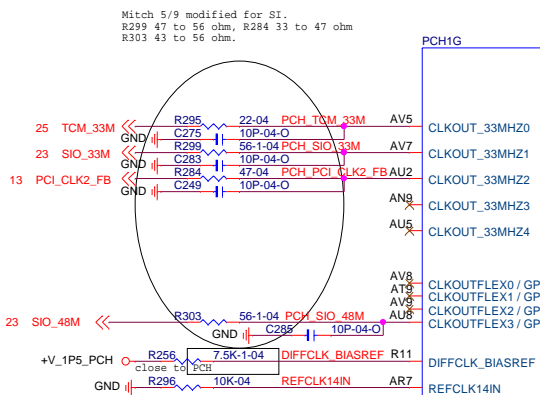 Mitch 5/9 modified for SI.
R299 47 to 56 ohm, R284 33 to 47 ohm
R303 43 to 56 ohm.
PCH1G
25 TCM_33M R295 22-04 PCH_TCM_33M AV5 CLKOUT_33MHZ0
GND C275 10P-04-O
23 SIO_33M R299 56-1-04 PCH_SIO_33M AV7 CLKOUT_33MHZ1
GND C283 10P-04-O
13 PCI_CLK2_FB R284 47-04 PCH_PCI_CLK2_FB AU2 CLKOUT_33MHZ2
GND C249 10P-04-O
AN9 CLKOUT_33MHZ3
AU5 CLKOUT_33MHZ4
AV8 CLKOUTFLEX0 / GP
AT9 CLKOUTFLEX1 / GP
AV9 CLKOUTFLEX2 / GP
23 SIO_48M R303 56-1-04 PCH_SIO_48M AU8 CLKOUTFLEX3 / GP
GND C285 10P-04-O
+V_1P5_PCH R256 7.5K-1-04 DIFFCLK_BIASREF R11 DIFFCLK_BIASREF
close to PCH
GND R296 10K-04 REFCLK14IN AR7 REFCLK14IN